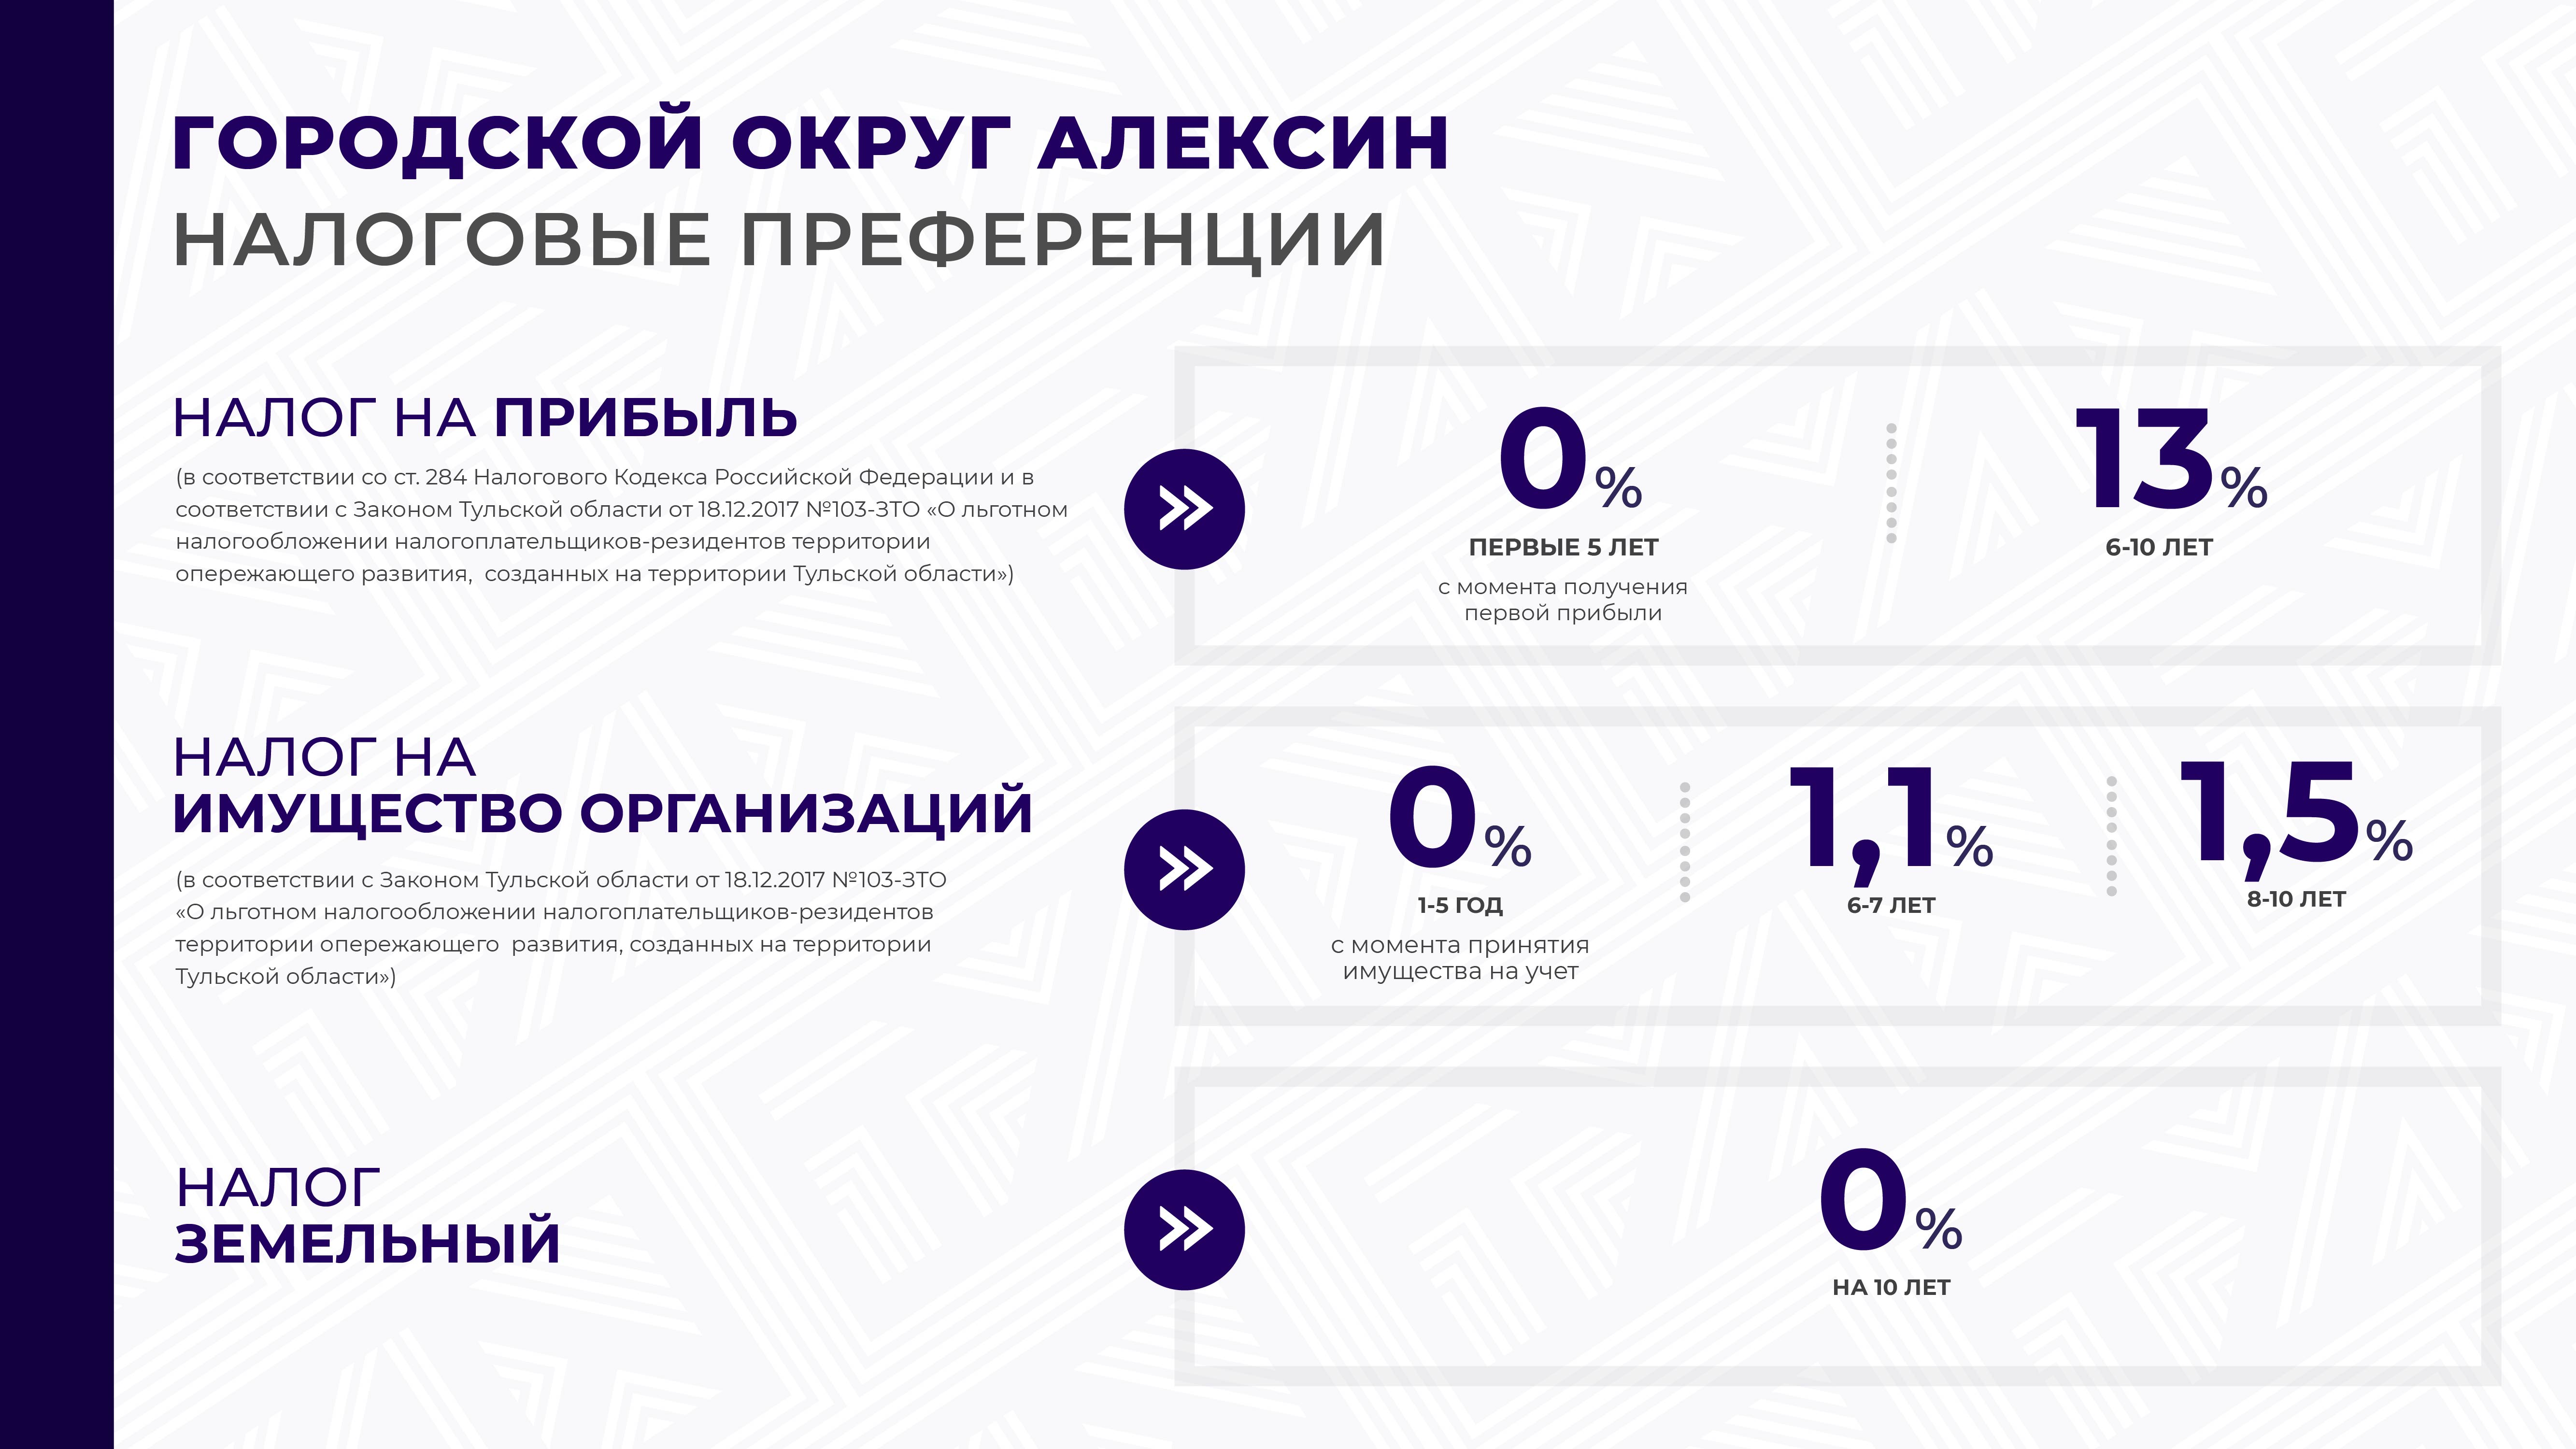 ГОРОДСКОЙ ОКРУГ АЛЕКСИН
НАЛОГОВЫЕ ПРЕФЕРЕНЦИИ
НАЛОГ НА ПРИБЫЛЬ
(в соответствии со ст. 284 Налогового Кодекса Российской Федерации и в
соответствии с Законом Тульской области от 18.12.2017 №103-ЗТО «О льготном
налогообложении налогоплательщиков-резидентов территории
опережающего развития,  созданных на территории Тульской области»)
0%
ПЕРВЫЕ 5 ЛЕТ
с момента получения
первой прибыли
13%
6-10 ЛЕТ
НАЛОГ НА
ИМУЩЕСТВО ОРГАНИЗАЦИЙ
(в соответствии с Законом Тульской области от 18.12.2017 №103-ЗТО
«О льготном налогообложении налогоплательщиков-резидентов
территории опережающего  развития, созданных на территории
Тульской области»)
0%
1-5 ГОД
с момента принятия
имущества на учет
1,1%
6-7 ЛЕТ
1,5%
8-10 ЛЕТ
НАЛОГ
ЗЕМЕЛЬНЫЙ
0%
НА 10 ЛЕТ